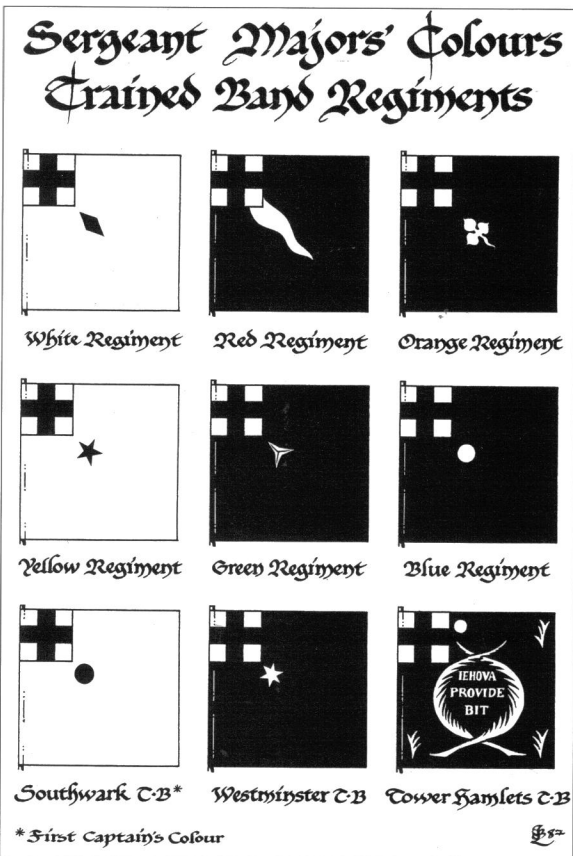 Sergeant Majors' Colours
Trained Band Regiments
White Regiment
Red Regiment
Orange Regiment
Yellow Regiment
Green Regiment
Blue Regiment
IEHOVA
PROVIDE
BIT
Southwark T·B*
Westminster T·B
Tower Hamlets T·B
* First Captain's Colour
87